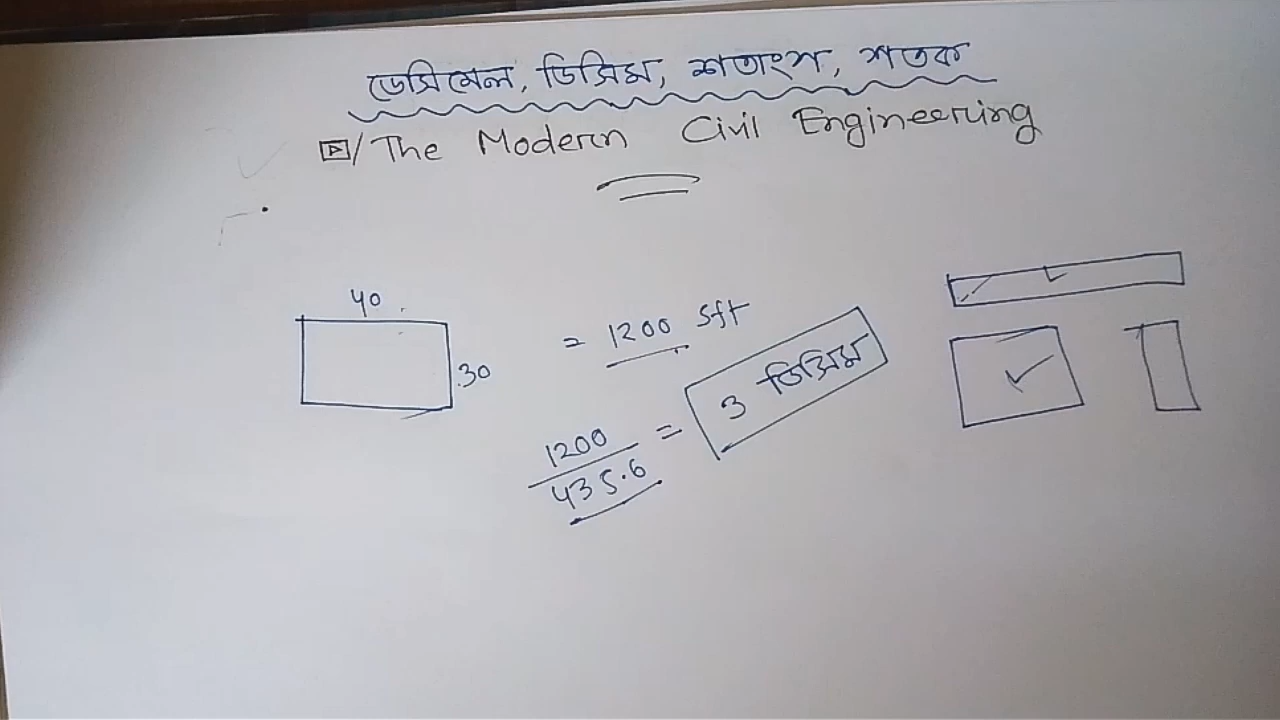 ডেসিমেল, ডিসিম, শতাংশ, শতক
/The Modern Civil Engineering
40
30
= 1200 sft
1200
435.6
= 3 ডিসিম